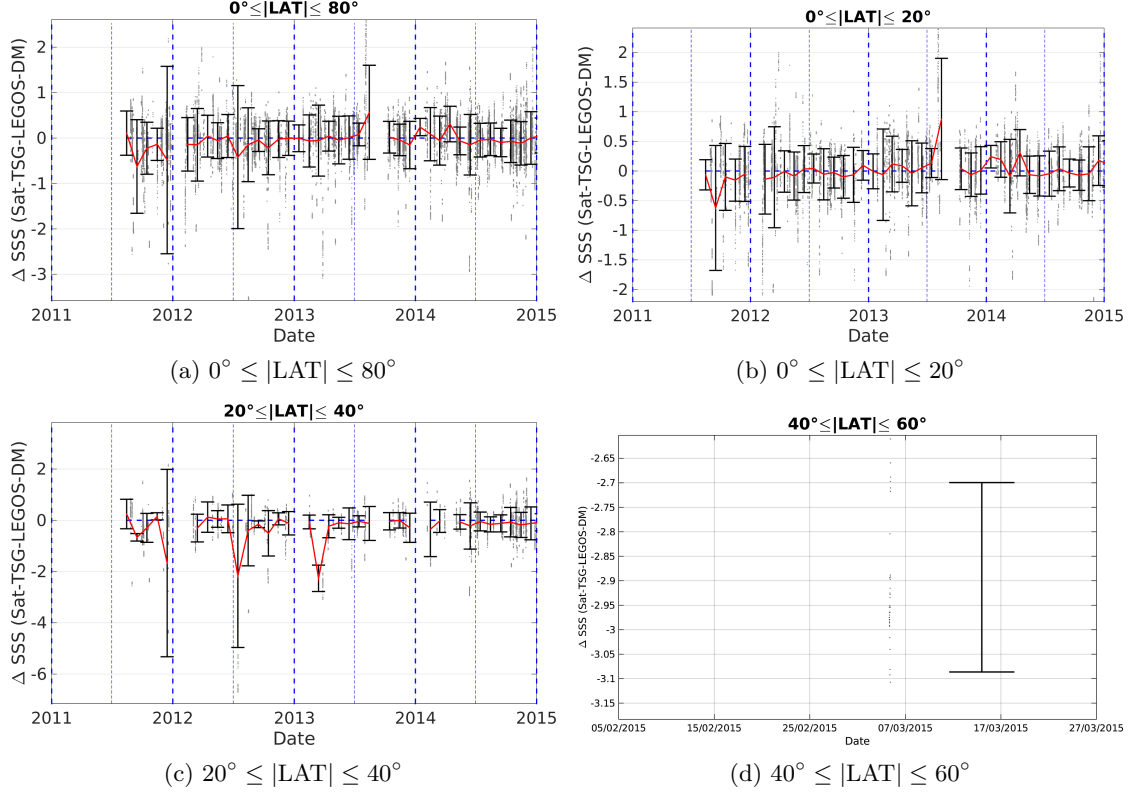 0°≤|LAT|≤ 80°
Δ SSS (Sat-TSG-LEGOS-DM)
2
1
0
-1
-2
-3
2011 2012 2013 2014 2015
Date
(a) 0° ≤ |LAT| ≤ 80°
0°≤|LAT|≤ 20°
Δ SSS (Sat-TSG-LEGOS-DM)
2
1.5
1
0.5
0
-0.5
-1
-1.5
-2
2011 2012 2013 2014 2015
Date
(b) 0° ≤ |LAT| ≤ 20°
20°≤|LAT|≤ 40°
Δ SSS (Sat-TSG-LEGOS-DM)
2
0
-2
-4
-6
2011 2012 2013 2014 2015
Date
(c) 20° ≤ |LAT| ≤ 40°
40°≤|LAT|≤ 60°
Δ SSS (Sat-TSG-LEGOS-DM)
-2.65
-2.7
-2.75
-2.8
-2.85
-2.9
-2.95
-3
-3.05
-3.1
-3.15
05/02/2015 15/02/2015 25/02/2015 07/03/2015 17/03/2015 27/03/2015
Date
(d) 40° ≤ |LAT| ≤ 60°